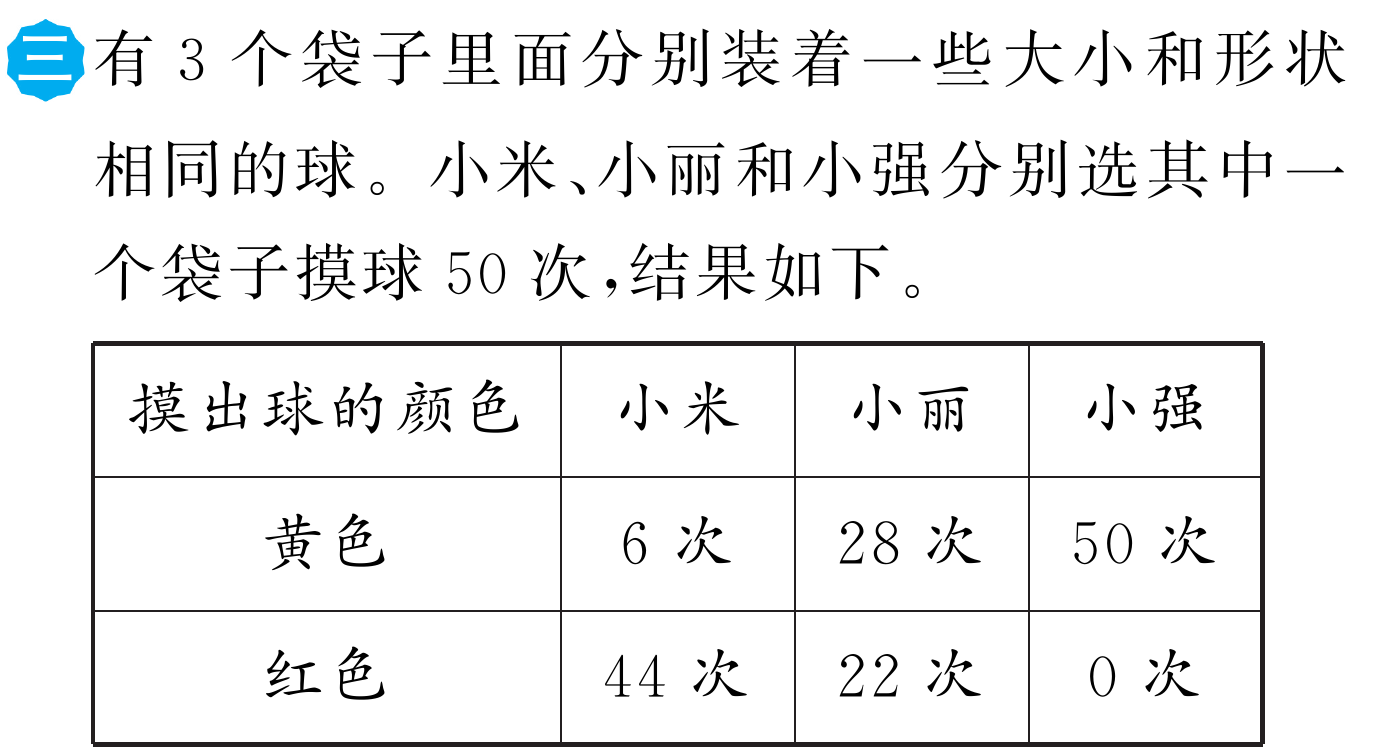 三 有 3 个袋子里面分别装着一些大小和形状
相同的球。小米、小丽和小强分别选其中一
个袋子摸球 50 次,结果如下。
摸出球的颜色 小米 小丽 小强
黄色 6 次 28 次 50 次
红色 44 次 22 次 0 次